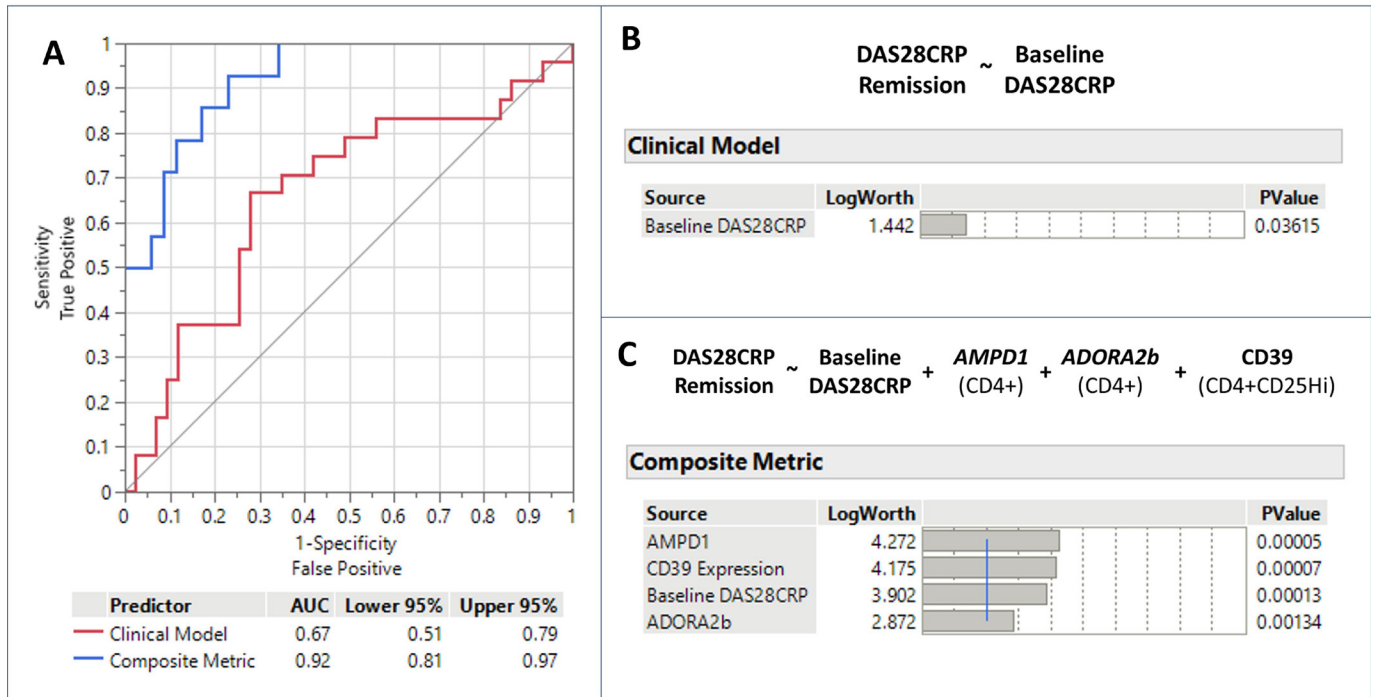 A
1
0.9
0.8
0.7
0.6
0.5
0.4
0.3
0.2
0.1
0
Sensitivity
True Positive
0 0.1 0.2 0.3 0.4 0.5 0.6 0.7 0.8 0.9 1
1-Specificity
False Positive
Predictor AUC Lower 95% Upper 95%
Clinical Model 0.67 0.51 0.79
Composite Metric 0.92 0.81 0.97
B
DAS28CRP ~ Baseline
Remission DAS28CRP
Clinical Model
Source LogWorth PValue
Baseline DAS28CRP 1.442 0.03615
C
DAS28CRP ~ Baseline + AMPD1 + ADORA2b + CD39
Remission DAS28CRP (CD4+) (CD4+) (CD4+CD25Hi)
Composite Metric
Source LogWorth PValue
AMPD1 4.272 0.00005
CD39 Expression 4.175 0.00007
Baseline DAS28CRP 3.902 0.00013
ADORA2b 2.872 0.00134